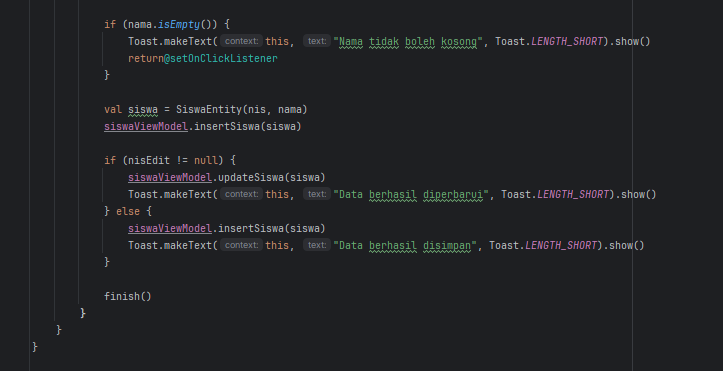 if (nama.isEmpty()) {
Toast.makeText( context: this, text: "Nama tidak boleh kosong", Toast.LENGTH_SHORT).show()
return@setOnClickListener
}
val siswa = SiswaEntity(nis, nama)
siswaViewModel.insertSiswa(siswa)
if (nisEdit != null) {
siswaViewModel.updateSiswa(siswa)
Toast.makeText( context: this, text: "Data berhasil diperbarui", Toast.LENGTH_SHORT).show()
} else {
siswaViewModel.insertSiswa(siswa)
Toast.makeText( context: this, text: "Data berhasil disimpan", Toast.LENGTH_SHORT).show()
}
finish()
}
}
}